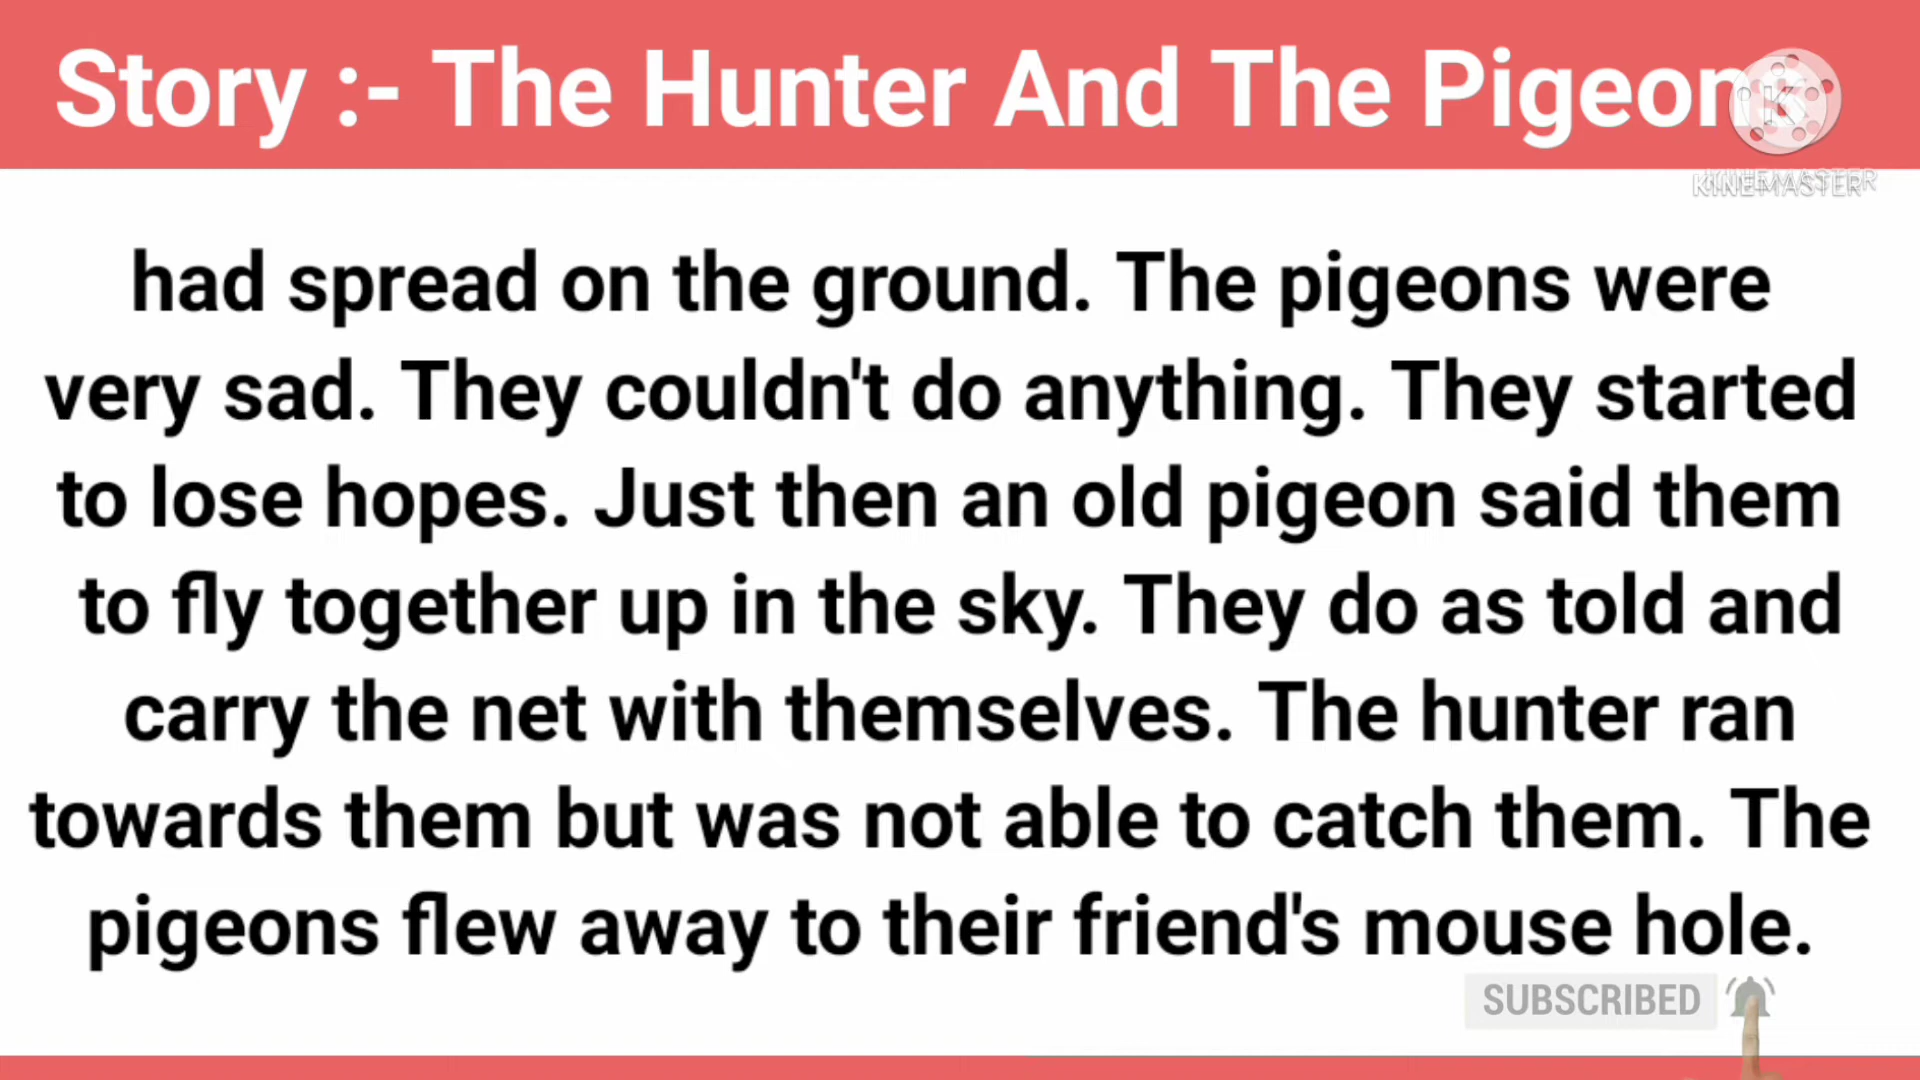 Story :- The Hunter And The Pigeons
KINEMASTER
had spread on the ground. The pigeons were
very sad. They couldn't do anything. They started
to lose hopes. Just then an old pigeon said them
to fly together up in the sky. They do as told and
carry the net with themselves. The hunter ran
towards them but was not able to catch them. The
pigeons flew away to their friend's mouse hole.
SUBSCRIBED